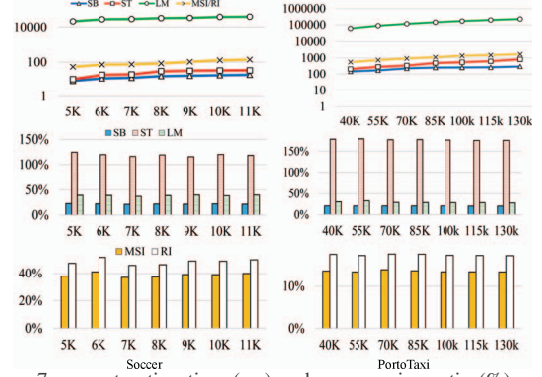 SB ST LM MSI/RI
10000
100
1
5K 6K 7K 8K 9K 10K 11K
1000000
100000
10000
1000
100
10
1
40k 55K 70K 85K 100k 115k 130k
SB ST LM
150%
100%
50%
0%
5K 6K 7K 8K 9K 10K 11K
150%
100%
50%
0%
40K 55K 70K 85K 100k 115k 130k
MSI RI
40%
20%
0%
5K 6K 7K 8K 9K 10K 11K
Soccer
10%
0%
40K 55K 70K 85K 100k 115k 130k
PortoTaxi